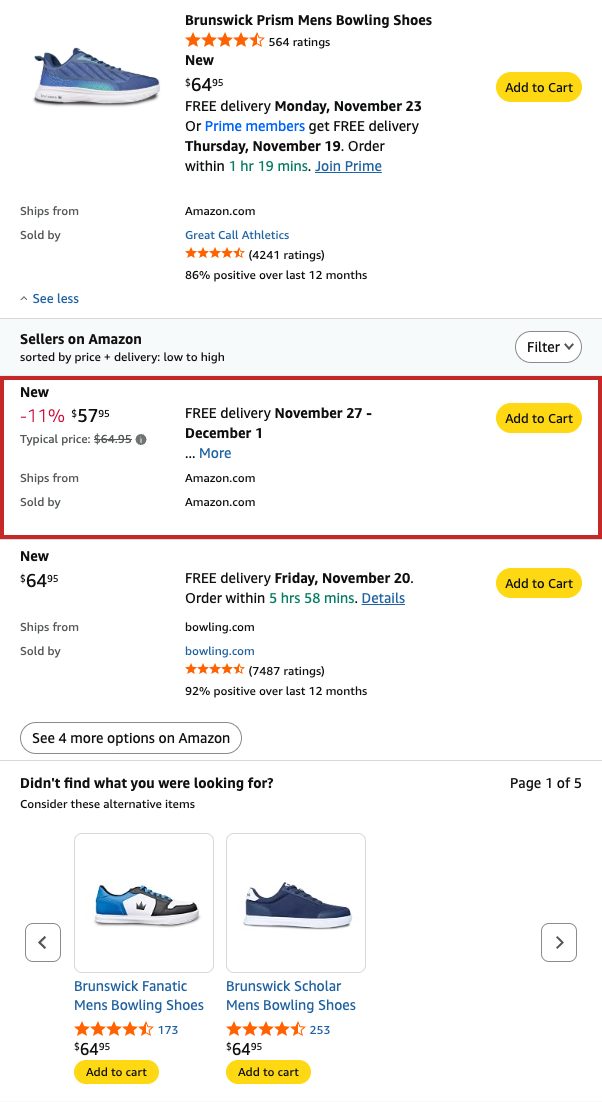 Brunswick Prism Mens Bowling Shoes
564 ratings
New
$64.95
FREE delivery Monday, November 23
Or Prime members get FREE delivery
Thursday, November 19. Order
within 1 hr 19 mins. Join Prime
Add to Cart
Ships from Amazon.com
Sold by Great Call Athletics
(4241 ratings)
86% positive over last 12 months
See less
Sellers on Amazon
sorted by price + delivery: low to high
Filter
New
-11% $57.95
Typical price: $64.95
FREE delivery November 27 -
December 1
... More
Add to Cart
Ships from Amazon.com
Sold by Amazon.com
New
$64.95
FREE delivery Friday, November 20.
Order within 5 hrs 58 mins. Details
Add to Cart
Ships from bowling.com
Sold by bowling.com
(7487 ratings)
92% positive over last 12 months
See 4 more options on Amazon
Didn't find what you were looking for?
Page 1 of 5
Consider these alternative items
Brunswick Fanatic
Mens Bowling Shoes
173
$64.95
Add to cart
Brunswick Scholar
Mens Bowling Shoes
253
$64.95
Add to cart